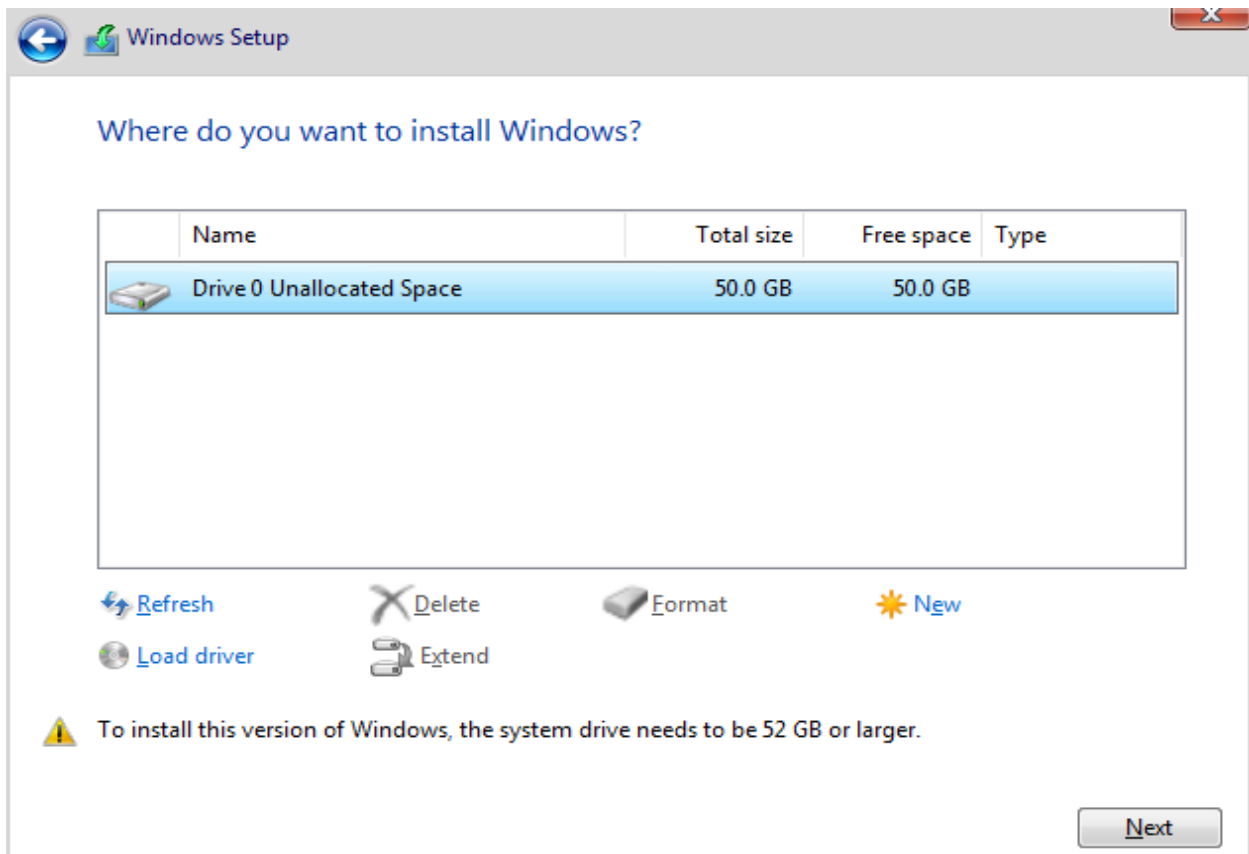 Windows Setup
Where do you want to install Windows?
Name Total size Free space Type
Drive 0 Unallocated Space 50.0 GB 50.0 GB
Refresh Delete Format New
Load driver Extend
To install this version of Windows, the system drive needs to be 52 GB or larger.
Next